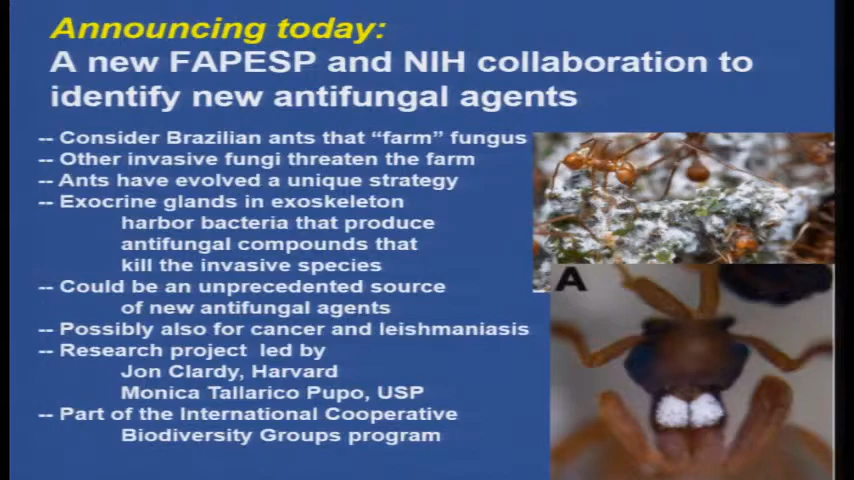 Announcing today:
A new FAPESP and NIH collaboration to
identify new antifungal agents
-- Consider Brazilian ants that “farm” fungus
-- Other invasive fungi threaten the farm
-- Ants have evolved a unique strategy
-- Exocrine glands in exoskeleton
harbor bacteria that produce
antifungal compounds that
kill the invasive species
-- Could be an unprecedented source
of new antifungal agents
-- Possibly also for cancer and leishmaniasis
-- Research project led by
Jon Clardy, Harvard
Monica Tallarico Pupo, USP
-- Part of the International Cooperative
Biodiversity Groups program
A